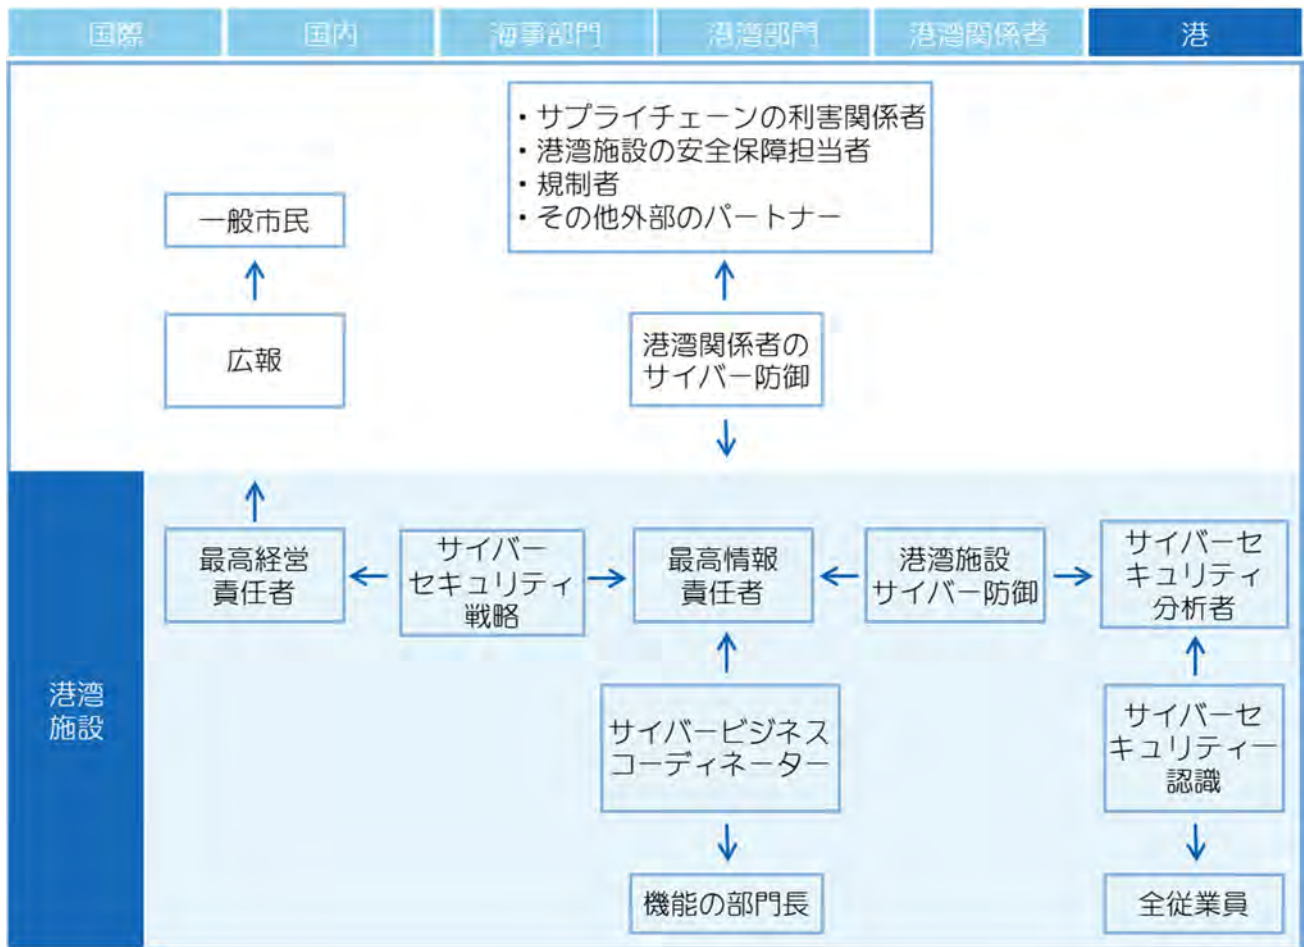 国際
国内
海事部門
港湾部門
港湾関係者
港
・サプライチェーンの利害関係者
・港湾施設の安全保障担当者
・規制者
・その他外部のパートナー
一般市民
広報
港湾関係者の
サイバー防御
港湾
施設
最高経営
責任者
サイバー
セキュリティ
戦略
最高情報
責任者
港湾施設
サイバー防御
サイバーセ
キュリティ
分析者
サイバービジネス
コーディネーター
サイバーセ
キュリティー
認識
機能の部門長
全従業員